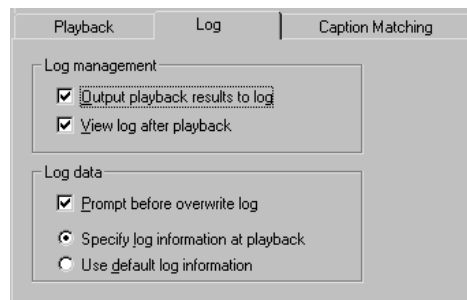 Playback Log Caption Matching
Log management
Output playback results to log
View log after playback
Log data
Prompt before overwrite log
Specify log information at playback
Use default log information